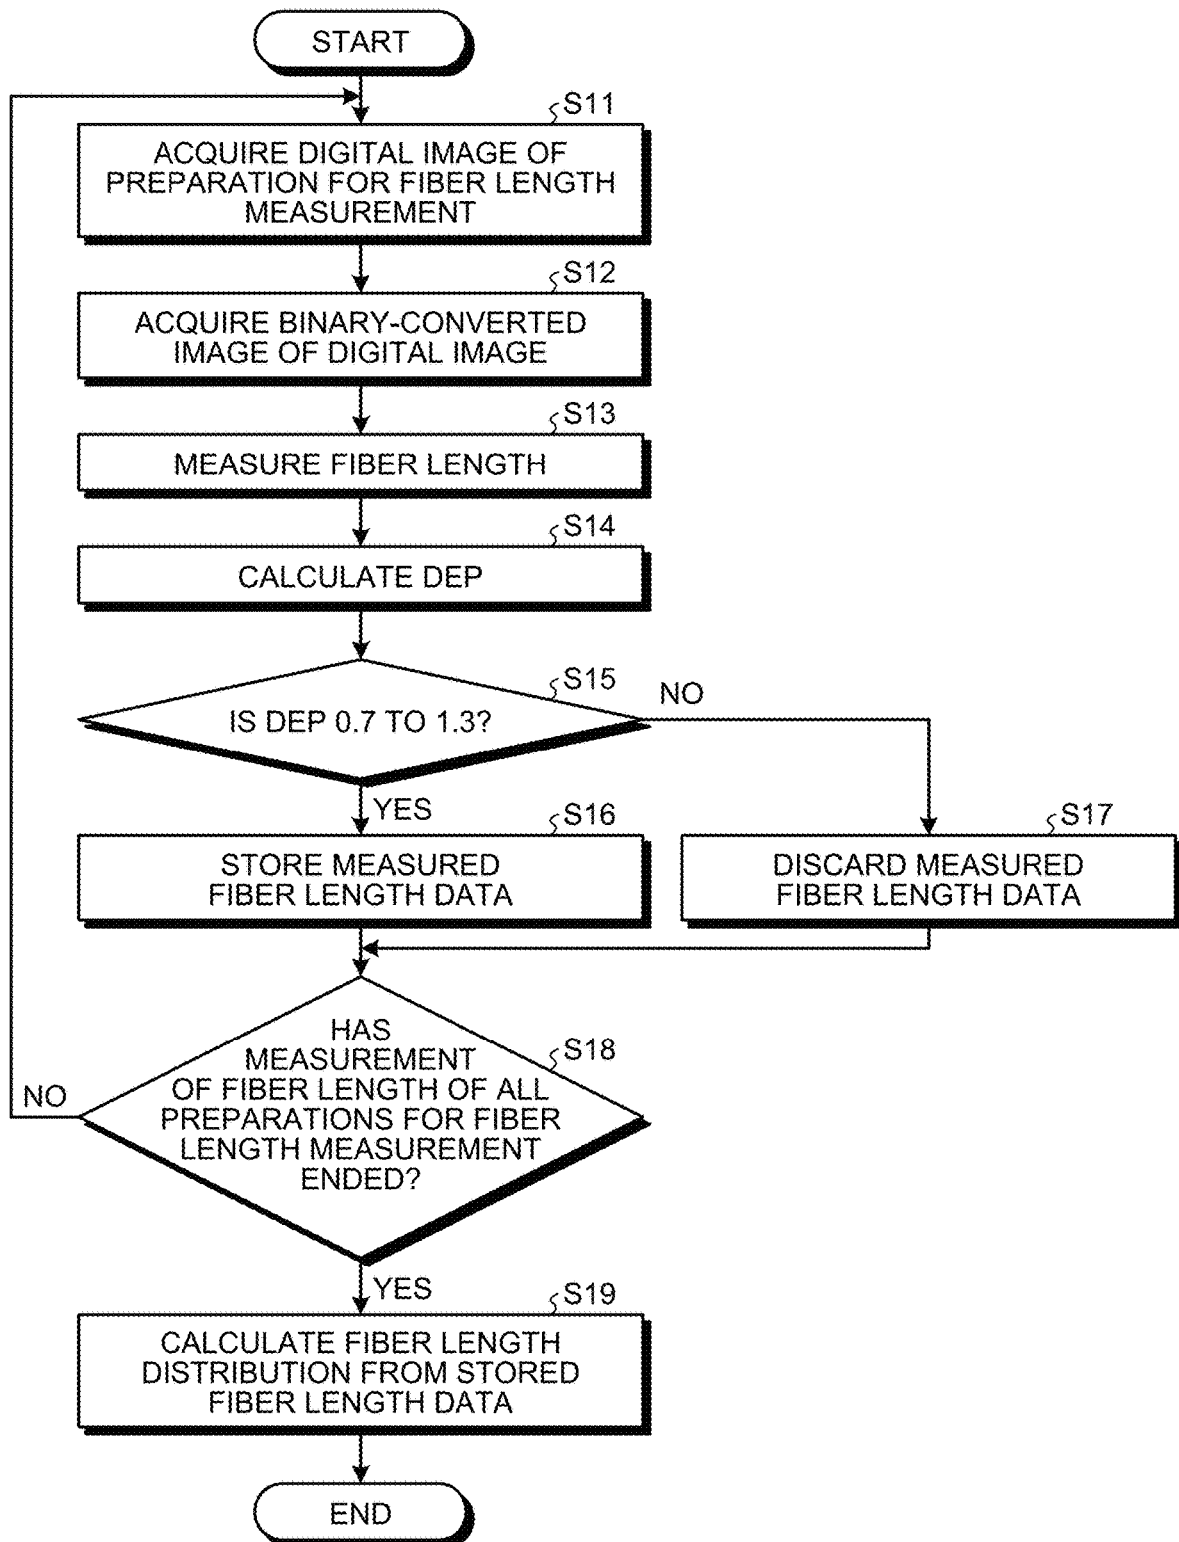 START
S11
ACQUIRE DIGITAL IMAGE OF
PREPARATION FOR FIBER LENGTH
MEASUREMENT
S12
ACQUIRE BINARY-CONVERTED
IMAGE OF DIGITAL IMAGE
S13
MEASURE FIBER LENGTH
S14
CALCULATE DEP
S15
NO
IS DEP 0.7 TO 1.3?
YES
S16
STORE MEASURED
FIBER LENGTH DATA
S17
DISCARD MEASURED
FIBER LENGTH DATA
S18
HAS
MEASUREMENT
OF FIBER LENGTH OF ALL
PREPARATIONS FOR FIBER
LENGTH MEASUREMENT
ENDED?
NO
YES
S19
CALCULATE FIBER LENGTH
DISTRIBUTION FROM STORED
FIBER LENGTH DATA
END